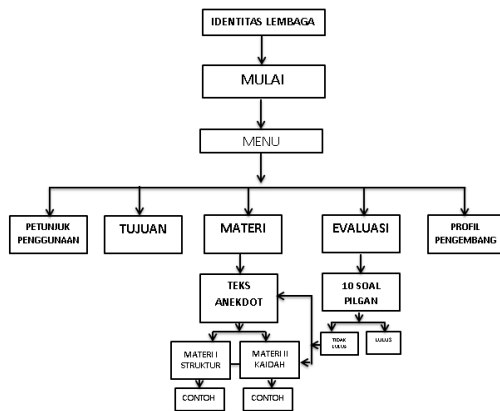 IDENTITAS LEMBAGA
MULAI
MENU
PETUNJUK
PENGGUNAAN
TUJUAN
MATERI
EVALUASI
PROFIL
PENGEMBANG
TEKS
ANEKDOT
10 SOAL
PILGAN
TIDAK
LULUS
LULUS
MATERI I
STRUKTUR
MATERI II
KAIDAH
CONTOH
CONTOH